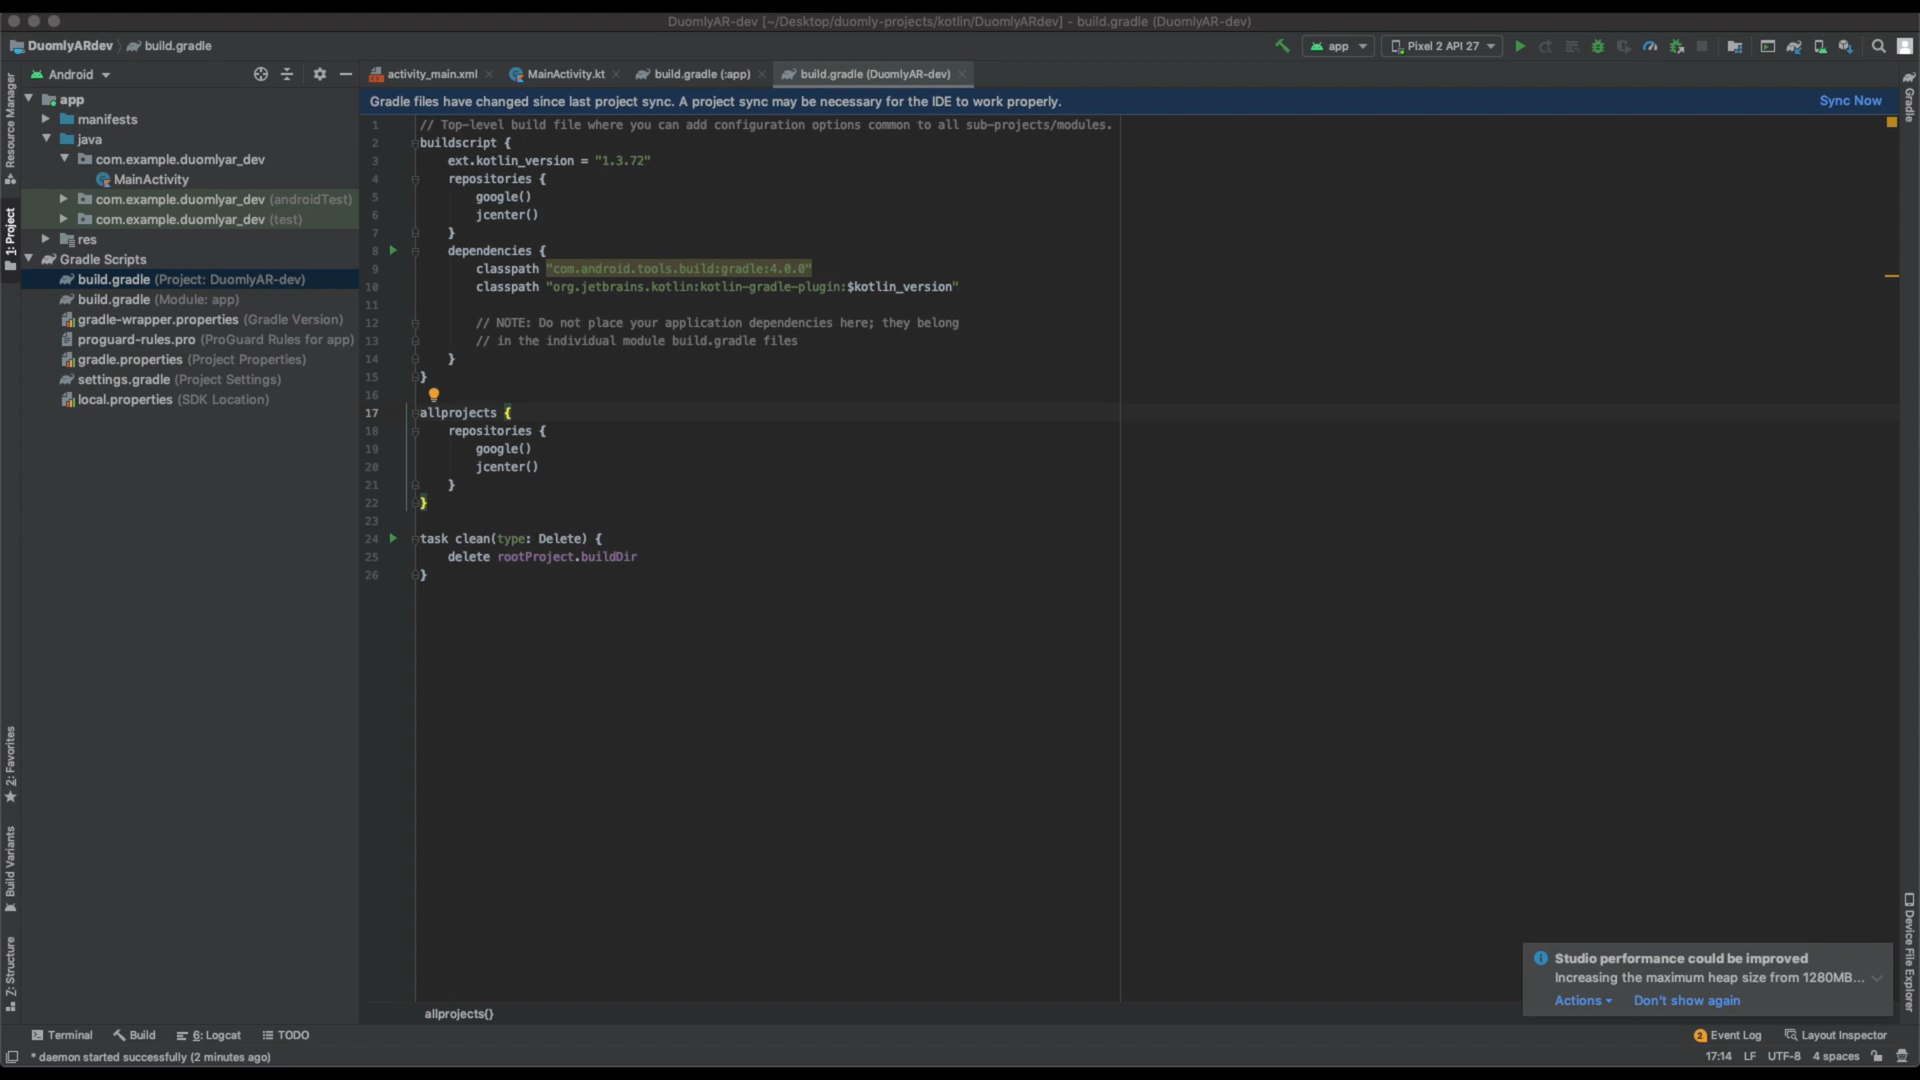 DuomlyAR-dev [~/Desktop/duomly-projects/kotlin/DuomlyARdev] - build.gradle (DuomlyAR-dev)
DuomlyARdev
build.gradle
app
Pixel 2 API 27
Android
activity_main.xml
MainActivity.kt
build.gradle (:app)
build.gradle (DuomlyAR-dev)
Gradle files have changed since last project sync. A project sync may be necessary for the IDE to work properly.
Sync Now
Resource Manager
1: Project
2: Favorites
Build Variants
7: Structure
app
manifests
java
com.example.duomlyar_dev
MainActivity
com.example.duomlyar_dev (androidTest)
com.example.duomlyar_dev (test)
res
Gradle Scripts
build.gradle (Project: DuomlyAR-dev)
build.gradle (Module: app)
gradle-wrapper.properties (Gradle Version)
proguard-rules.pro (ProGuard Rules for app)
gradle.properties (Project Properties)
settings.gradle (Project Settings)
local.properties (SDK Location)
1 // Top-level build file where you can add configuration options common to all sub-projects/modules.
2 buildscript {
3 ext.kotlin_version = "1.3.72"
4 repositories {
5 google()
6 jcenter()
7 }
8 dependencies {
9 classpath "com.android.tools.build:gradle:4.0.0"
10 classpath "org.jetbrains.kotlin:kotlin-gradle-plugin:$kotlin_version"
11
12 // NOTE: Do not place your application dependencies here; they belong
13 // in the individual module build.gradle files
14 }
15 }
16
17 allprojects {
18 repositories {
19 google()
20 jcenter()
21 }
22 }
23
24 task clean(type: Delete) {
25 delete rootProject.buildDir
26 }
Gradle
Device File Explorer
Studio performance could be improved
Increasing the maximum heap size from 1280MB...
Actions
Don't show again
allprojects{}
Terminal
Build
6: Logcat
TODO
2 Event Log
Layout Inspector
* daemon started successfully (2 minutes ago)
17:14 LF UTF-8 4 spaces